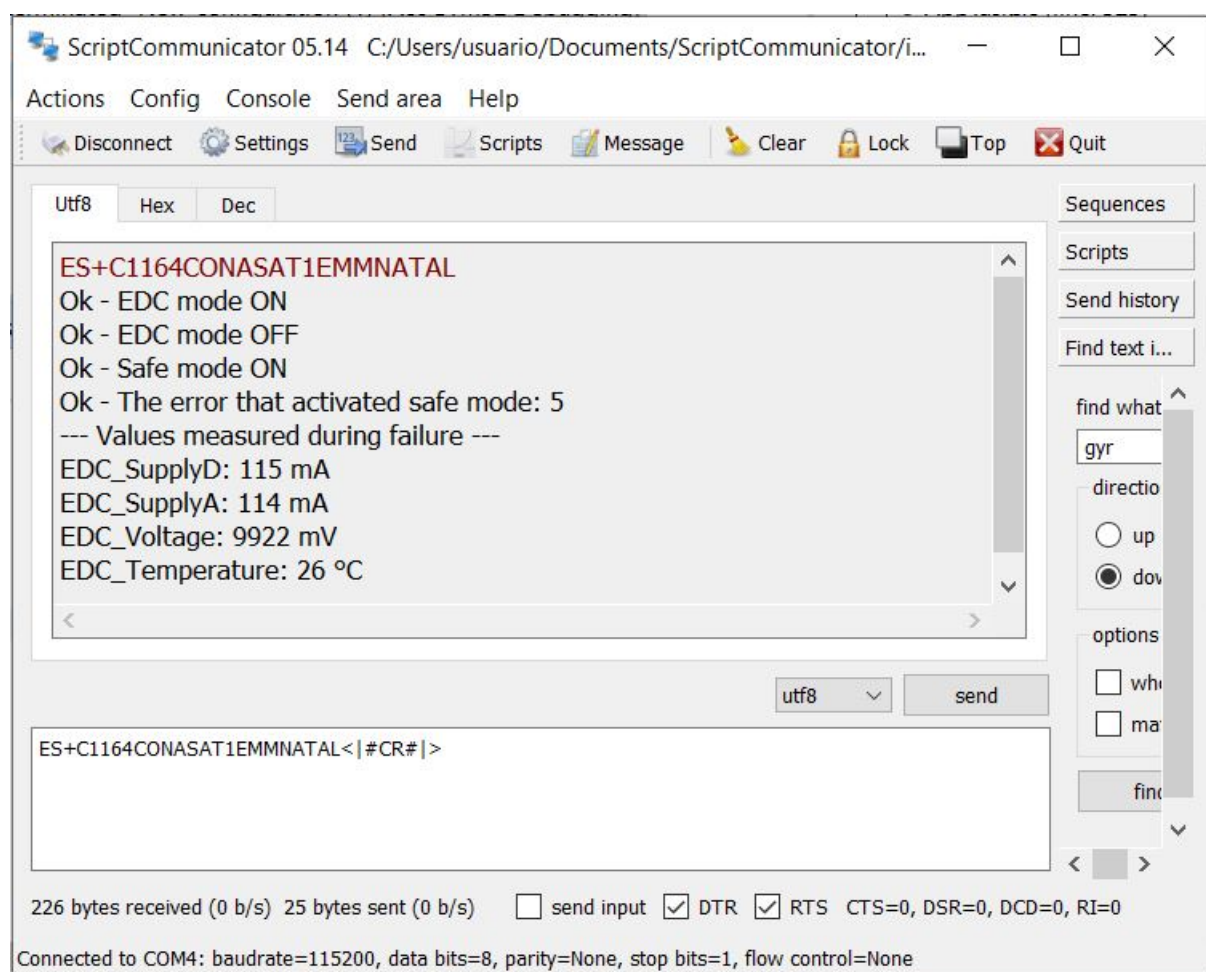 ScriptCommunicator 05.14 C:/Users/usuario/Documents/ScriptCommunicator/i...
Actions Config Console Send area Help
Disconnect Settings Send Scripts Message Clear Lock Top Quit
Utf8 Hex Dec
ES+C1164CONASAT1EMMNATAL
Ok - EDC mode ON
Ok - EDC mode OFF
Ok - Safe mode ON
Ok - The error that activated safe mode: 5
--- Values measured during failure ---
EDC_SupplyD: 115 mA
EDC_SupplyA: 114 mA
EDC_Voltage: 9922 mV
EDC_Temperature: 26 °C
utf8 send
ES+C1164CONASAT1EMMNATAL<|#CR#|>
Sequences
Scripts
Send history
Find text i...
find what
gyr
directio
up
dow
options
who
mat
find
226 bytes received (0 b/s) 25 bytes sent (0 b/s) send input DTR RTS CTS=0, DSR=0, DCD=0, RI=0
Connected to COM4: baudrate=115200, data bits=8, parity=None, stop bits=1, flow control=None